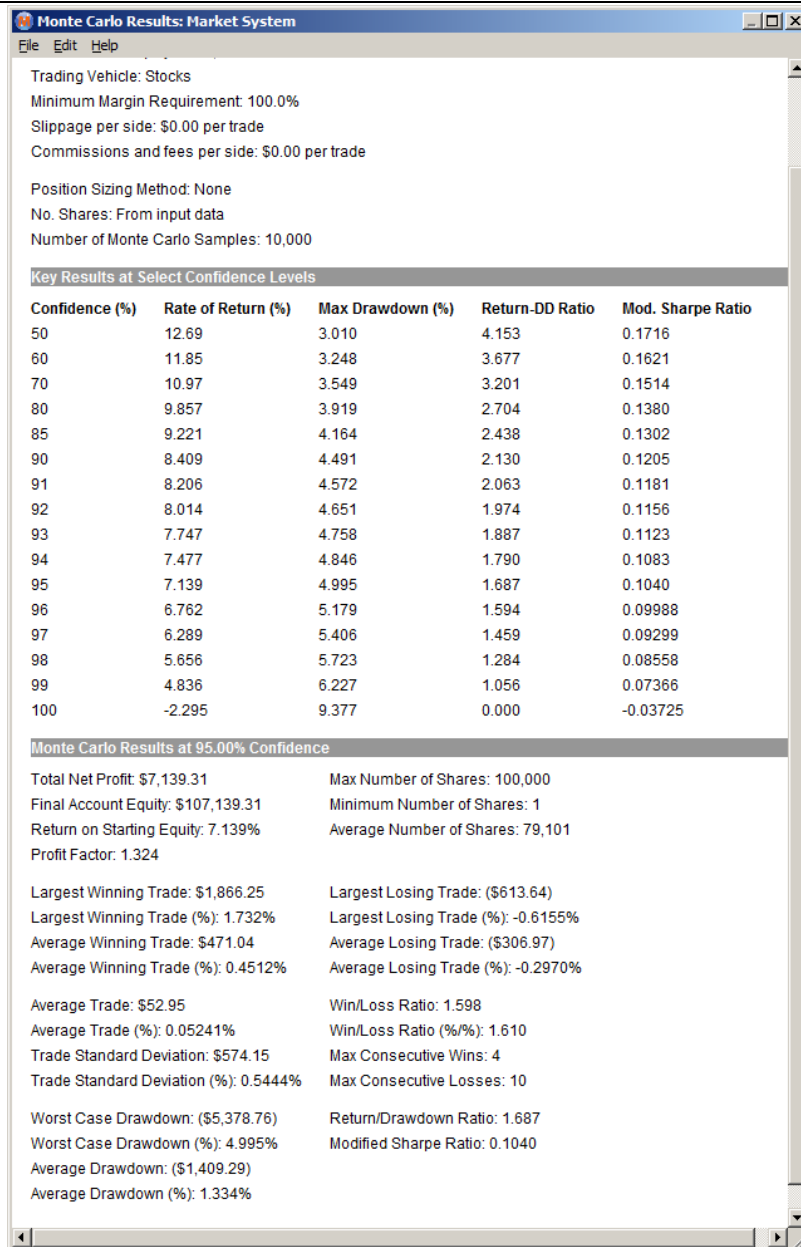 Monte Carlo Results: Market System
File Edit Help
Trading Vehicle: Stocks
Minimum Margin Requirement: 100.0%
Slippage per side: $0.00 per trade
Commissions and fees per side: $0.00 per trade
Position Sizing Method: None
No. Shares: From input data
Number of Monte Carlo Samples: 10,000
Key Results at Select Confidence Levels
Confidence (%) Rate of Return (%) Max Drawdown (%) Return-DD Ratio Mod. Sharpe Ratio
50 12.69 3.010 4.153 0.1716
60 11.85 3.248 3.677 0.1621
70 10.97 3.549 3.201 0.1514
80 9.857 3.919 2.704 0.1380
85 9.221 4.164 2.438 0.1302
90 8.409 4.491 2.130 0.1205
91 8.206 4.572 2.063 0.1181
92 8.014 4.651 1.974 0.1156
93 7.747 4.758 1.887 0.1123
94 7.477 4.846 1.790 0.1083
95 7.139 4.995 1.687 0.1040
96 6.762 5.179 1.594 0.09988
97 6.289 5.406 1.459 0.09299
98 5.656 5.723 1.284 0.08558
99 4.836 6.227 1.056 0.07366
100 -2.295 9.377 0.000 -0.03725
Monte Carlo Results at 95.00% Confidence
Total Net Profit: $7,139.31 Max Number of Shares: 100,000
Final Account Equity: $107,139.31 Minimum Number of Shares: 1
Return on Starting Equity: 7.139% Average Number of Shares: 79,101
Profit Factor: 1.324
Largest Winning Trade: $1,866.25 Largest Losing Trade: ($613.64)
Largest Winning Trade (%): 1.732% Largest Losing Trade (%): -0.6155%
Average Winning Trade: $471.04 Average Losing Trade: ($306.97)
Average Winning Trade (%): 0.4512% Average Losing Trade (%): -0.2970%
Average Trade: $52.95 Win/Loss Ratio: 1.598
Average Trade (%): 0.05241% Win/Loss Ratio (%/%): 1.610
Trade Standard Deviation: $574.15 Max Consecutive Wins: 4
Trade Standard Deviation (%): 0.5444% Max Consecutive Losses: 10
Worst Case Drawdown: ($5,378.76) Return/Drawdown Ratio: 1.687
Worst Case Drawdown (%): 4.995% Modified Sharpe Ratio: 0.1040
Average Drawdown: ($1,409.29)
Average Drawdown (%): 1.334%